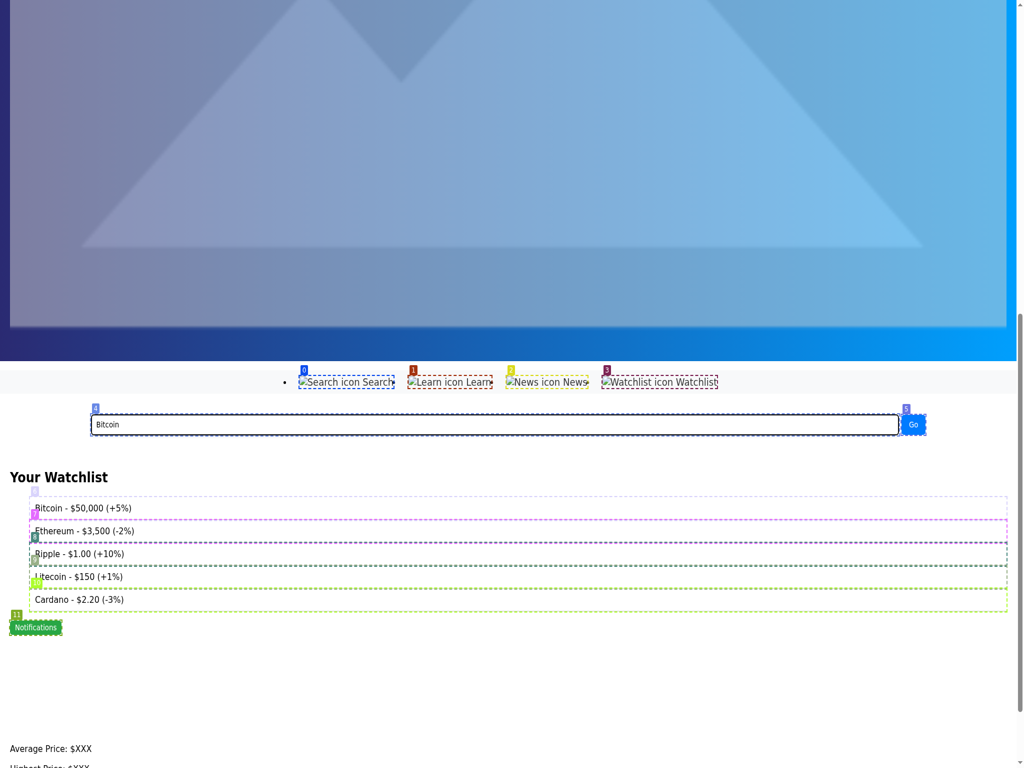 0
1
2
3
Search icon Search
Learn icon Learn
News icon News
Watchlist icon Watchlist
4
5
Bitcoin
Go
Your Watchlist
6
Bitcoin - $50,000 (+5%)
7
Ethereum - $3,500 (-2%)
8
Ripple - $1.00 (+10%)
9
Litecoin - $150 (+1%)
10
Cardano - $2.20 (-3%)
11
Notifications
Average Price: $XXX
Highest Price: $XXX